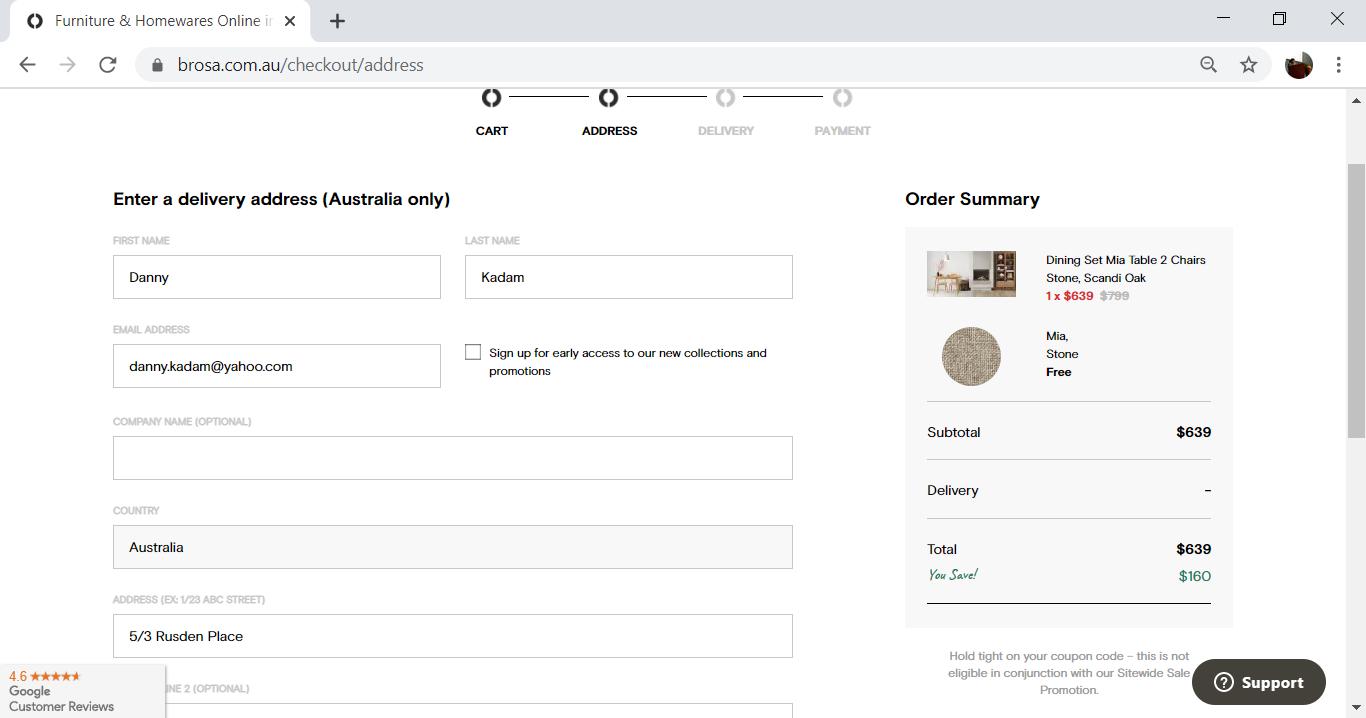 Furniture & Homewares Online in
brosa.com.au/checkout/address
CART
ADDRESS
DELIVERY
PAYMENT
Enter a delivery address (Australia only)
FIRST NAME
LAST NAME
Danny
Kadam
EMAIL ADDRESS
danny.kadam@yahoo.com
Sign up for early access to our new collections and
promotions
COMPANY NAME (OPTIONAL)
COUNTRY
Australia
ADDRESS (EX: 1/23 ABC STREET)
5/3 Rusden Place
INE 2 (OPTIONAL)
4.6
Google
Customer Reviews
Order Summary
Dining Set Mia Table 2 Chairs
Stone, Scandi Oak
1 x $639 $799
Mia,
Stone
Free
Subtotal $639
Delivery –
Total $639
You Save! $160
Hold tight on your coupon code – this is not
eligible in conjunction with our Sitewide Sale
Promotion.
Support